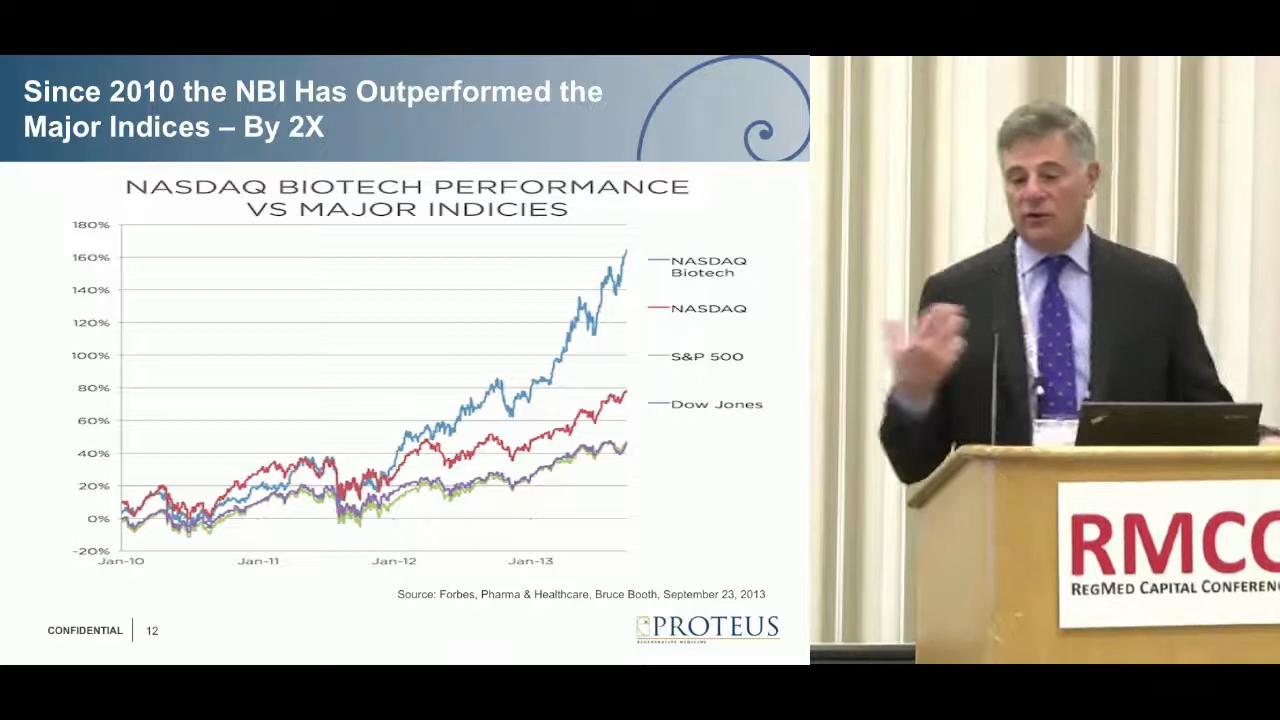 Since 2010 the NBI Has Outperformed the
Major Indices – By 2X
NASDAQ BIOTECH PERFORMANCE
VS MAJOR INDICIES
180%
160%
140%
120%
100%
80%
60%
40%
20%
0%
-20%
Jan-10 Jan-11 Jan-12 Jan-13
NASDAQ
Biotech
NASDAQ
S&P 500
Dow Jones
Source: Forbes, Pharma & Healthcare, Bruce Booth, September 23, 2013
CONFIDENTIAL 12
PROTEUS
REGENERATIVE MEDICINE
RMCC
REGMED CAPITAL CONFEREN